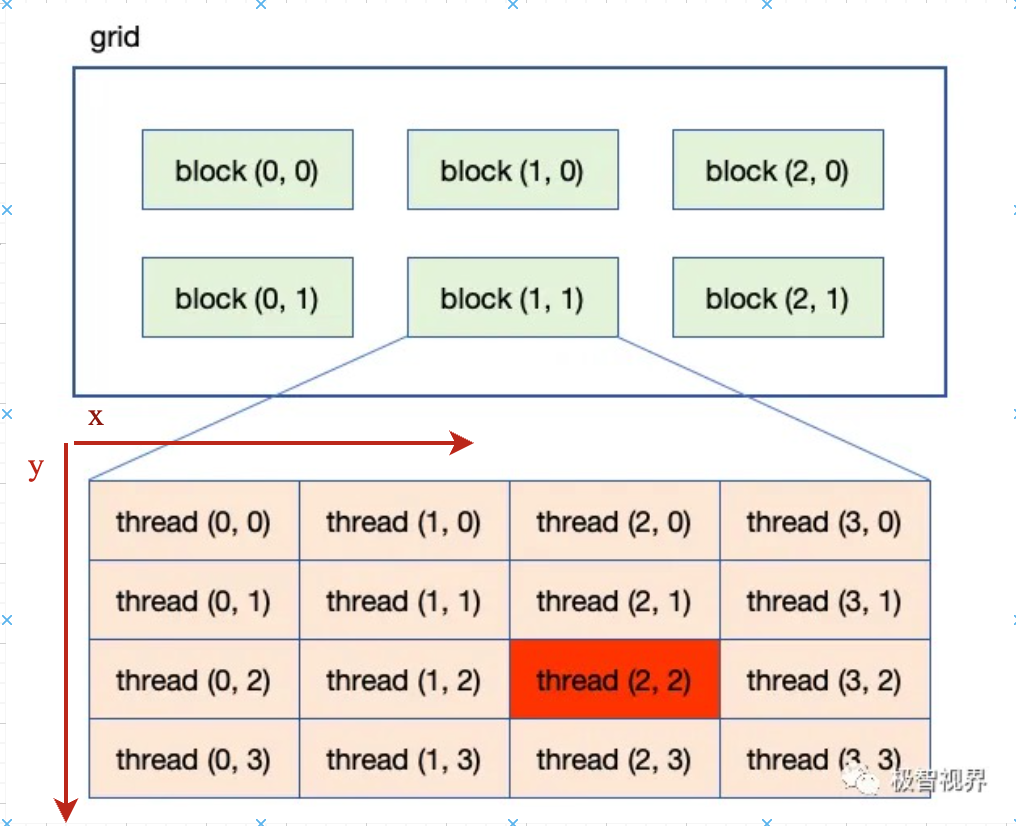 grid
block (0, 0) block (1, 0) block (2, 0)
block (0, 1) block (1, 1) block (2, 1)
x
y
thread (0, 0) thread (1, 0) thread (2, 0) thread (3, 0)
thread (0, 1) thread (1, 1) thread (2, 1) thread (3, 1)
thread (0, 2) thread (1, 2) thread (2, 2) thread (3, 2)
thread (0, 3) thread (1, 3) thread (2, 3) thread (3, 3)
极智视界